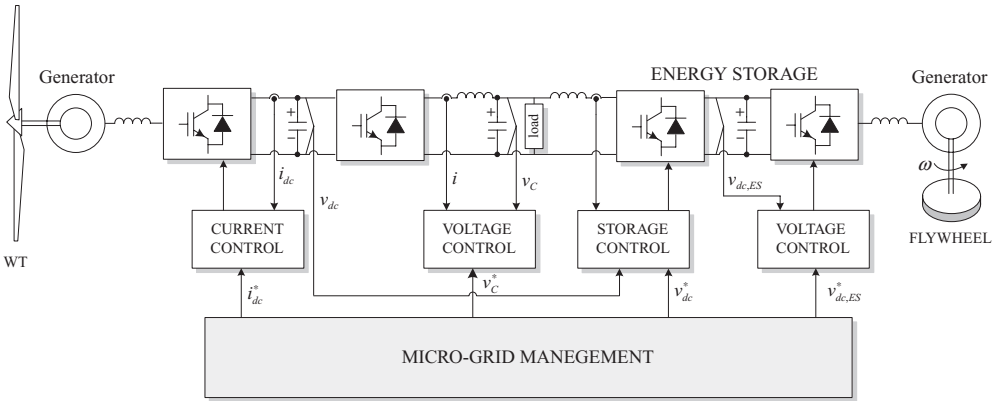 ENERGY STORAGE
Generator
Generator
+
−
+
−
load
+
−
ω
i_dc
v_dc
i
v_C
v_dc,ES
CURRENT
CONTROL
VOLTAGE
CONTROL
STORAGE
CONTROL
VOLTAGE
CONTROL
FLYWHEEL
WT
i*_dc
v*_C
v*_dc
v*_dc,ES
MICRO-GRID MANEGEMENT